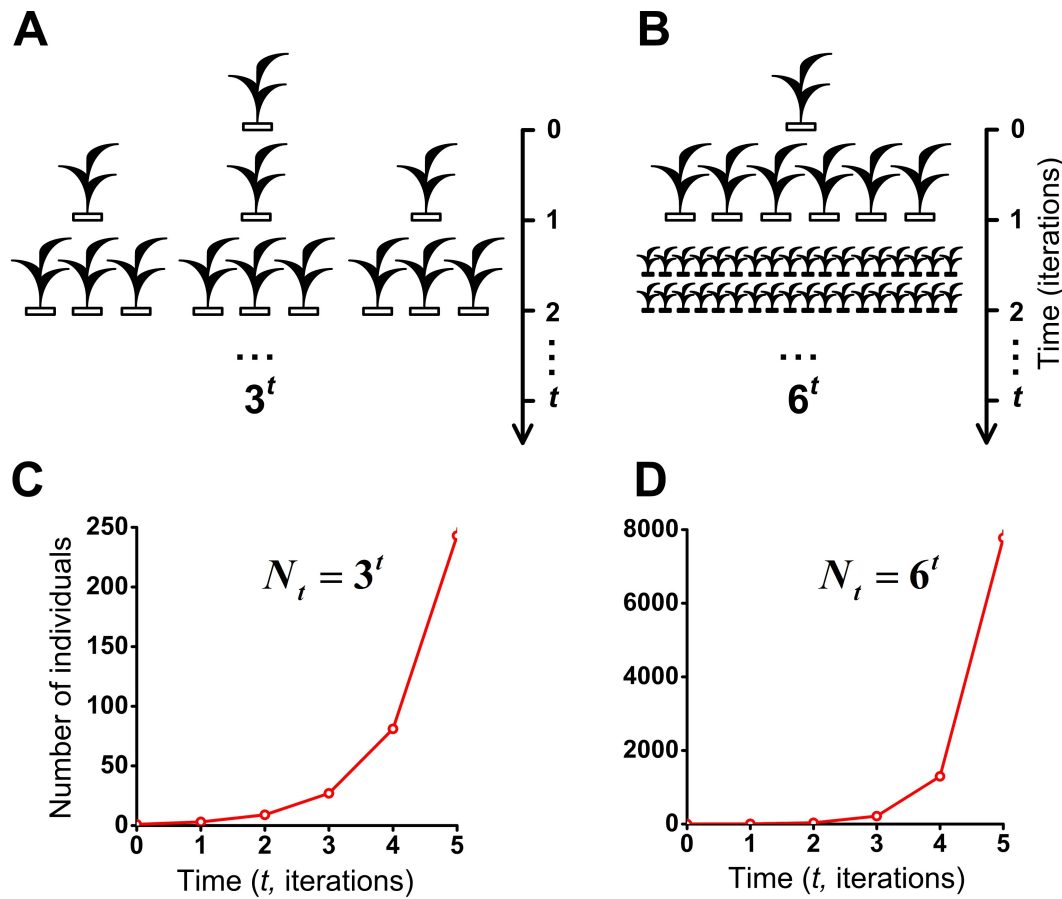 A
0
1
2
...
t
...
3^t
B
0
1
2
...
t
Time (iterations)
...
6^t
C
Number of individuals
250
200
150
100
50
0
N_t = 3^t
0 1 2 3 4 5
Time (t, iterations)
D
8000
6000
4000
2000
0
N_t = 6^t
0 1 2 3 4 5
Time (t, iterations)